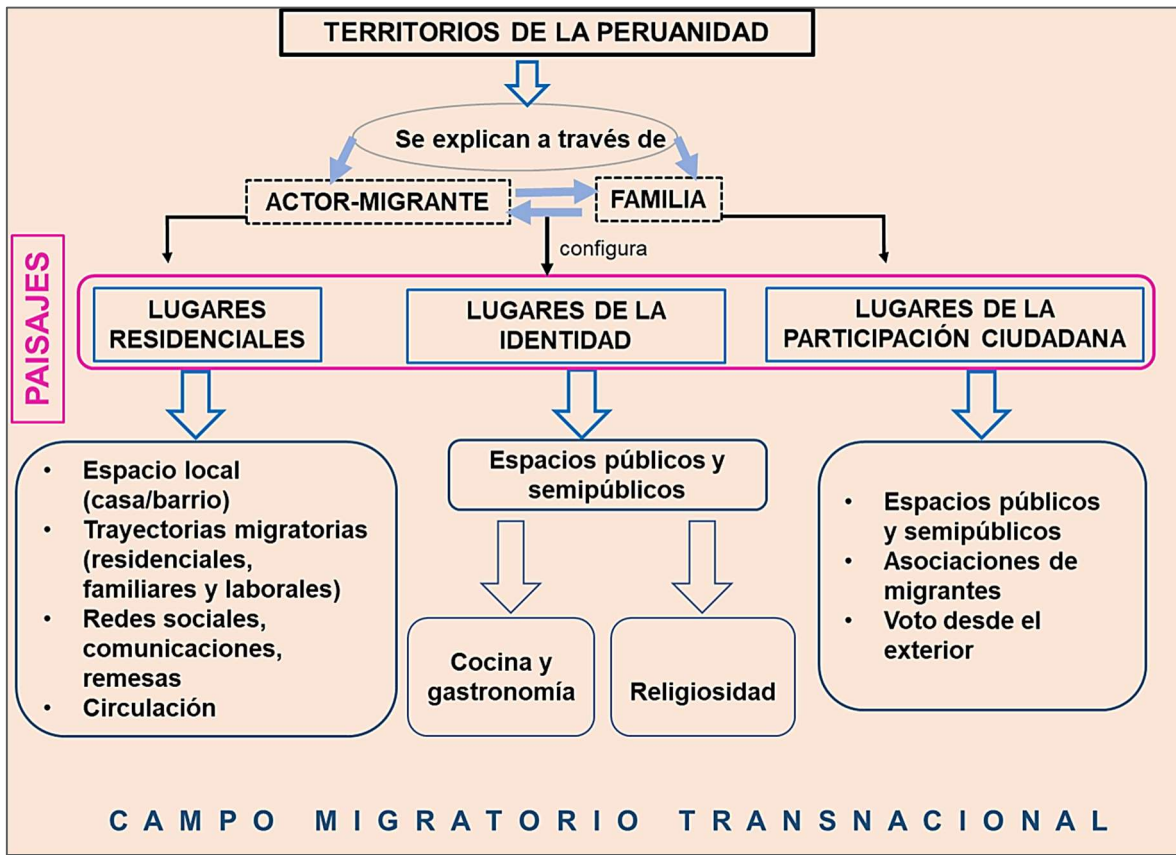 TERRITORIOS DE LA PERUANIDAD
Se explican a través de
ACTOR-MIGRANTE
FAMILIA
configura
PAISAJES
LUGARES
RESIDENCIALES
LUGARES DE LA
IDENTIDAD
LUGARES DE LA
PARTICIPACIÓN CIUDADANA
• Espacio local
(casa/barrio)
• Trayectorias migratorias
(residenciales,
familiares y laborales)
• Redes sociales,
comunicaciones,
remesas
• Circulación
Espacios públicos y
semipúblicos
Cocina y
gastronomía
Religiosidad
• Espacios públicos
y semipúblicos
• Asociaciones de
migrantes
• Voto desde el
exterior
CAMPO MIGRATORIO TRANSNACIONAL